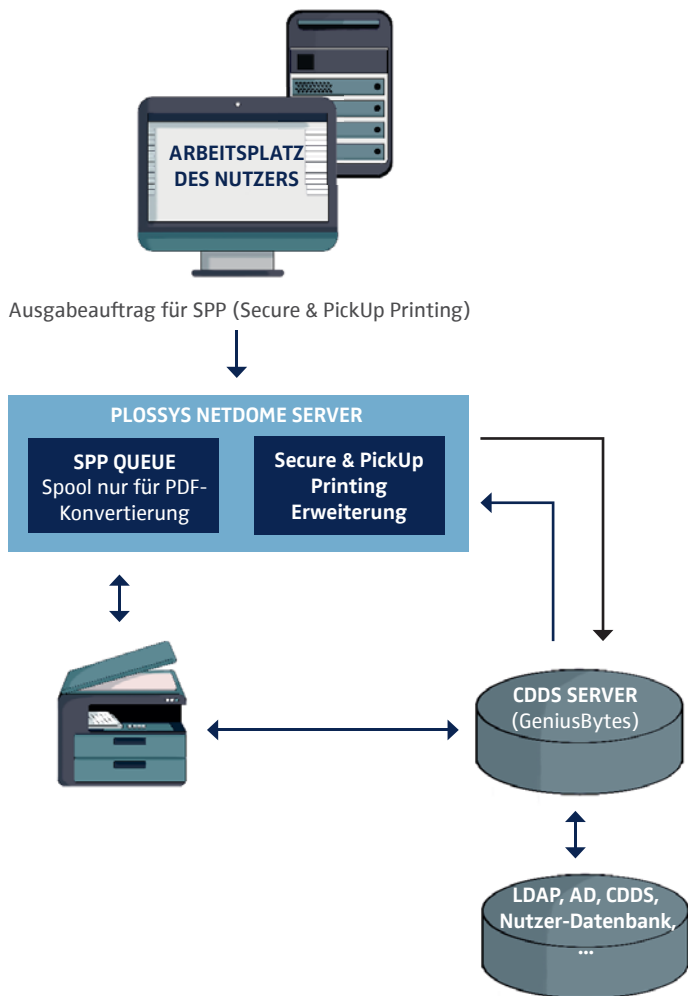 ARBEITSPLATZ
DES NUTZERS
Ausgabeauftrag für SPP (Secure & PickUp Printing)
PLOSSYS NETDOME SERVER
SPP QUEUE
Spool nur für PDF-
Konvertierung
Secure & PickUp
Printing
Erweiterung
CDDS SERVER
(GeniusBytes)
LDAP, AD, CDDS,
Nutzer-Datenbank,
...